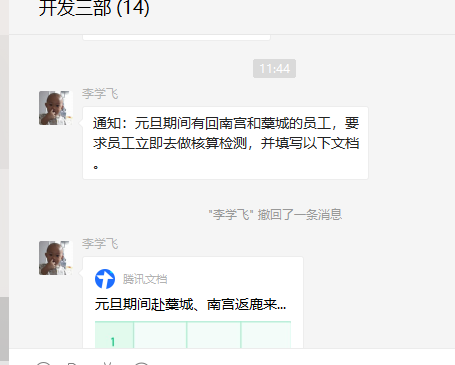 开发三部 (14)
11:44
李学飞
通知：元旦期间有回南宫和藁城的员工，要
求员工立即去做核算检测，并填写以下文档
。
"李学飞" 撤回了一条消息
李学飞
腾讯文档
元旦期间赴藁城、南宫返鹿来...
1